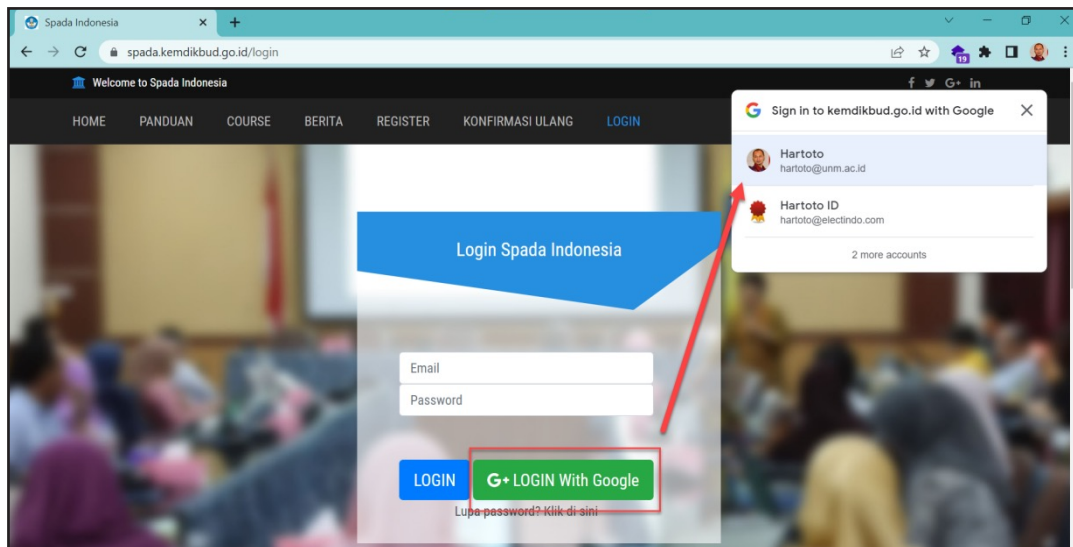 Spada Indonesia
spada.kemdikbud.go.id/login
19
Welcome to Spada Indonesia
HOME PANDUAN COURSE BERITA REGISTER KONFIRMASI ULANG LOGIN
Sign in to kemdikbud.go.id with Google
Hartoto
hartoto@unm.ac.id
Hartoto ID
hartoto@electindo.com
2 more accounts
Login Spada Indonesia
Email
Password
LOGIN
G+ LOGIN With Google
Lupa password? Klik di sini